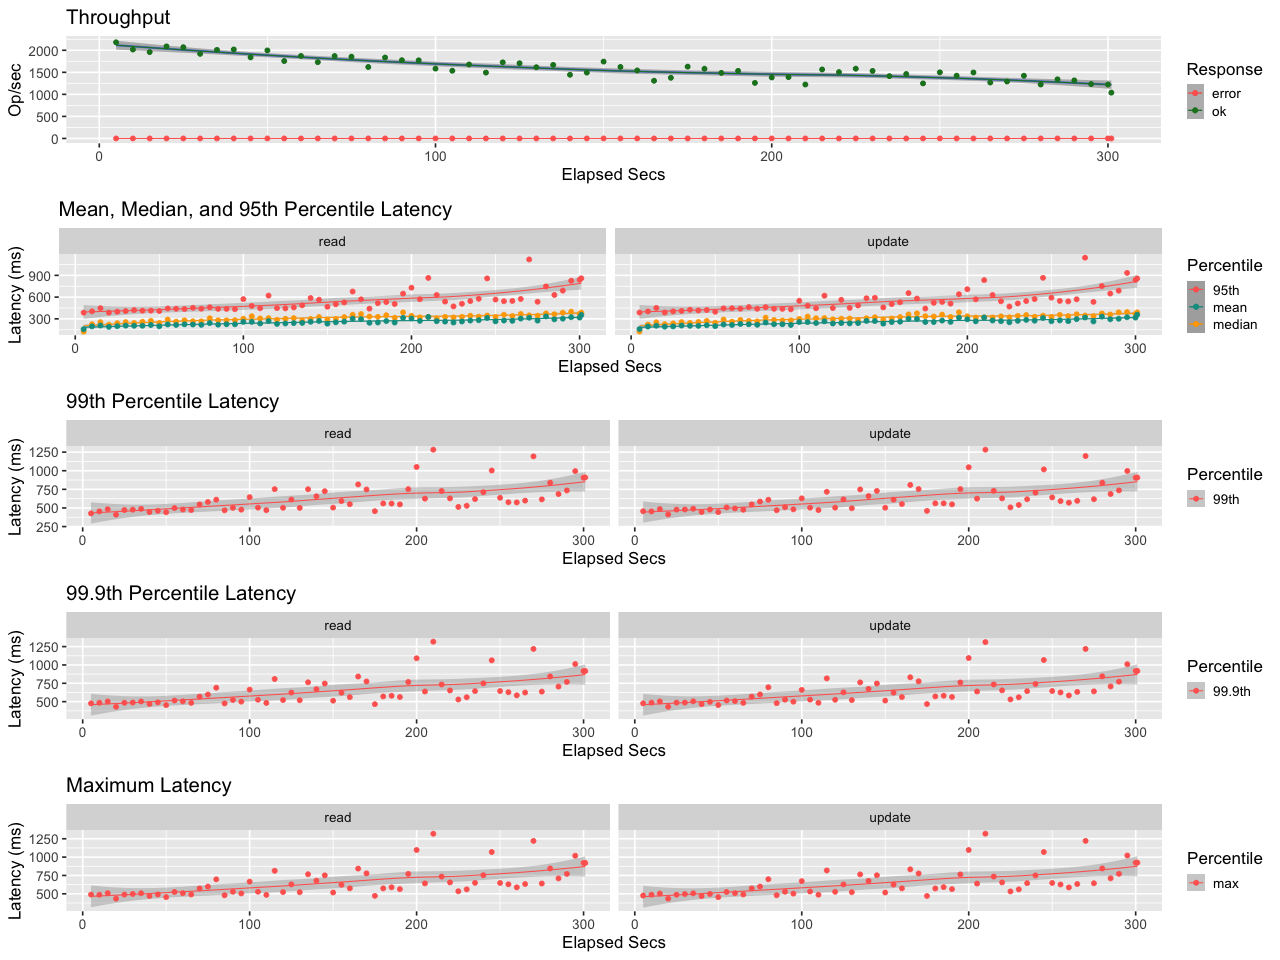 Throughput
Op/sec
2000
1500
1000
500
0
0 100 200 300
Elapsed Secs
Response
error
ok
Mean, Median, and 95th Percentile Latency
read update
Latency (ms)
900
600
300
0 100 200 300 0 100 200 300
Elapsed Secs
Percentile
95th
mean
median
99th Percentile Latency
read update
Latency (ms)
1250
1000
750
500
250
0 100 200 300 0 100 200 300
Elapsed Secs
Percentile
99th
99.9th Percentile Latency
read update
Latency (ms)
1250
1000
750
500
0 100 200 300 0 100 200 300
Elapsed Secs
Percentile
99.9th
Maximum Latency
read update
Latency (ms)
1250
1000
750
500
0 100 200 300 0 100 200 300
Elapsed Secs
Percentile
max